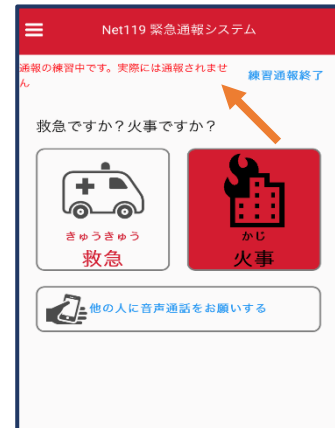 Net119 緊急通報システム
通報の練習中です。実際には通報されませ
ん
練習通報終了
救急ですか？火事ですか？
きゅうきゅう
救急
かじ
火事
他の人に音声通話をお願いする